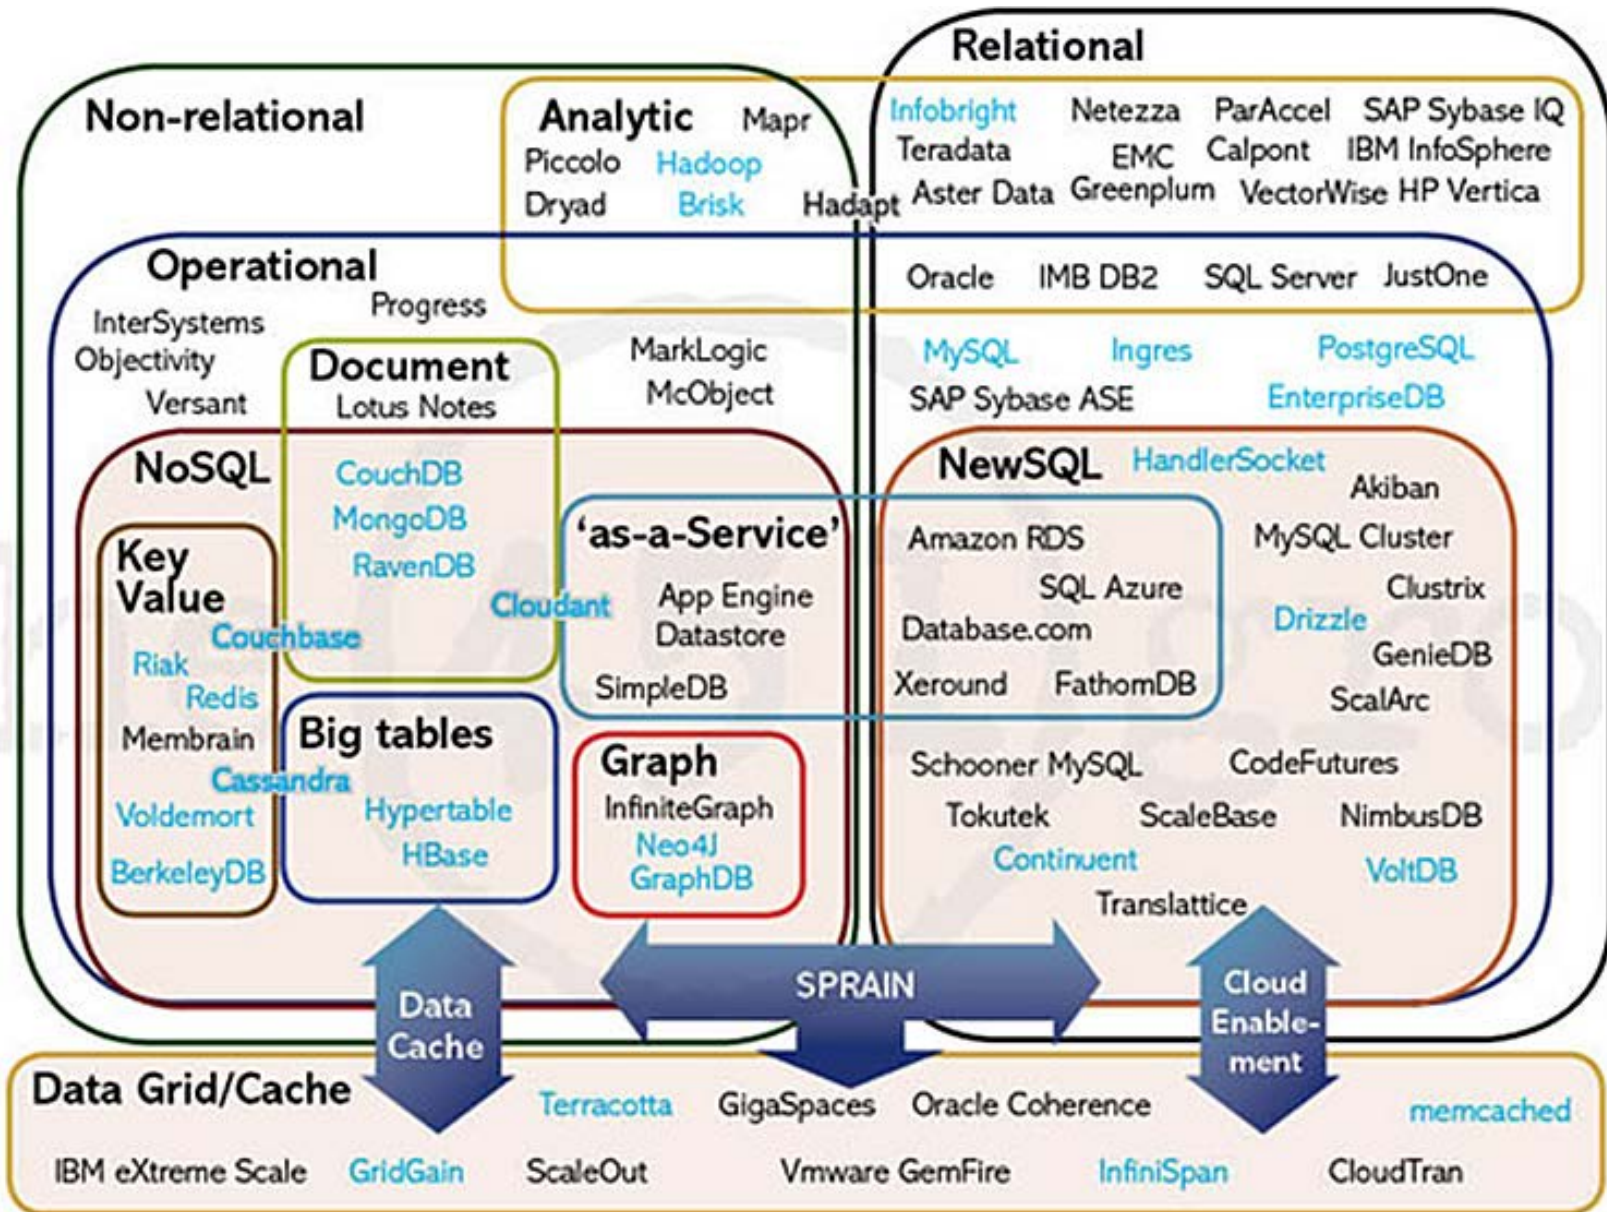 Relational
Non-relational
Analytic Mapr
Piccolo Hadoop
Dryad Brisk Hadapt
Infobright Netezza ParAccel SAP Sybase IQ
Teradata EMC Calpont IBM InfoSphere
Aster Data Greenplum VectorWise HP Vertica
Operational
Progress
InterSystems
Objectivity
Versant
Oracle IMB DB2 SQL Server JustOne
MarkLogic
McObject
MySQL Ingres PostgreSQL
SAP Sybase ASE EnterpriseDB
Document
Lotus Notes
NoSQL
CouchDB
MongoDB
RavenDB
Cloudant
Key
Value
Couchbase
Riak
Redis
Membrain
Cassandra
Voldemort
BerkeleyDB
Big tables
Hypertable
HBase
'as-a-Service'
App Engine
Datastore
SimpleDB
Graph
InfiniteGraph
Neo4J
GraphDB
NewSQL HandlerSocket
Akiban
Amazon RDS MySQL Cluster
SQL Azure Clustrix
Database.com Drizzle
GenieDB
Xeround FathomDB ScalArc
Schooner MySQL CodeFutures
Tokutek ScaleBase NimbusDB
Continuent VoltDB
Translattice
Data
Cache
SPRAIN
Cloud
Enable-
ment
Data Grid/Cache
Terracotta GigaSpaces Oracle Coherence memcached
IBM eXtreme Scale GridGain ScaleOut Vmware GemFire InfiniSpan CloudTran